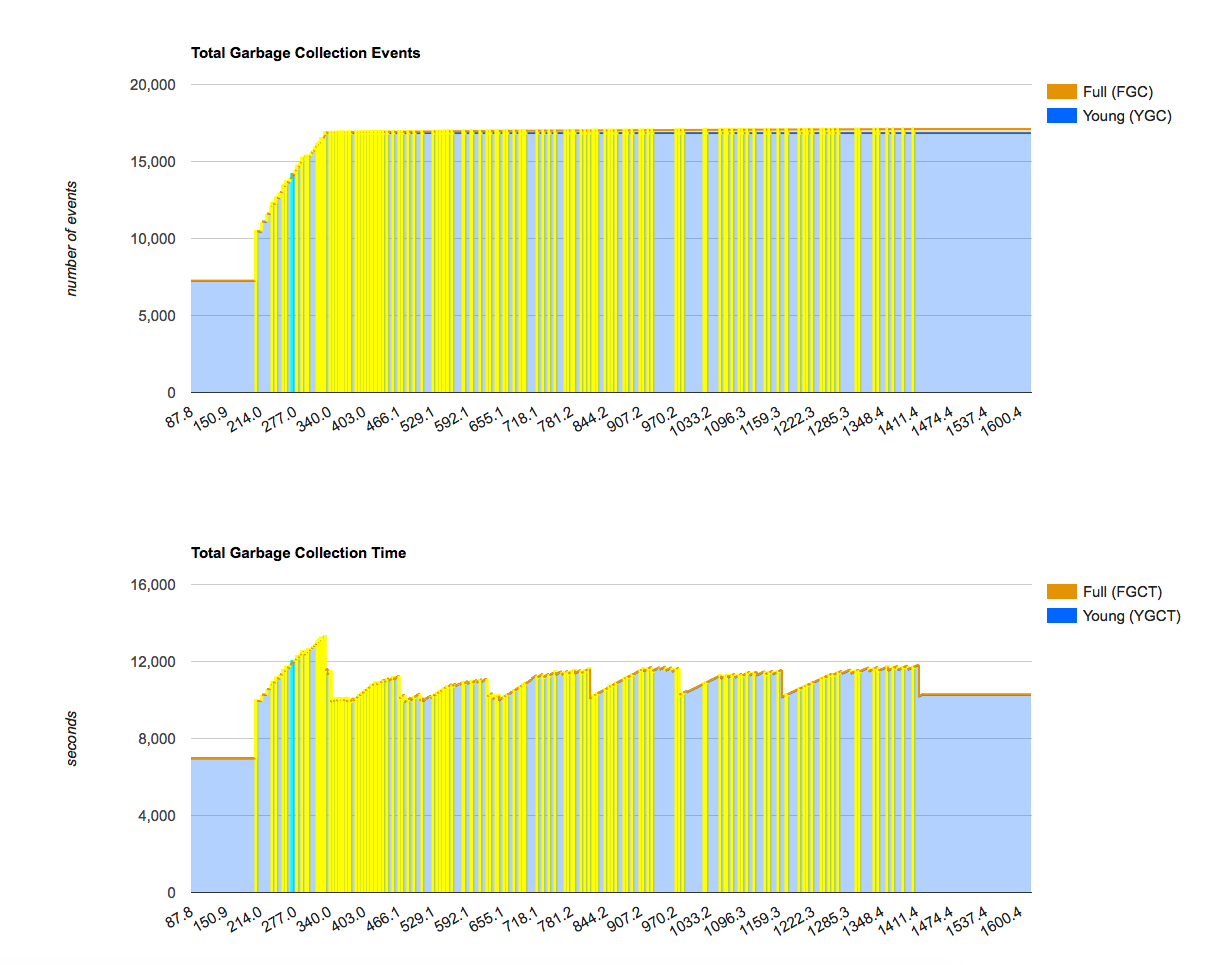 Total Garbage Collection Events
20,000
15,000
10,000
5,000
0
number of events
87.8 150.9 214.0 277.0 340.0 403.0 466.1 529.1 592.1 655.1 718.1 781.2 844.2 907.2 970.2 1033.2 1096.3 1159.3 1222.3 1285.3 1348.4 1411.4 1474.4 1537.4 1600.4
Full (FGC)
Young (YGC)
Total Garbage Collection Time
16,000
12,000
8,000
4,000
0
seconds
87.8 150.9 214.0 277.0 340.0 403.0 466.1 529.1 592.1 655.1 718.1 781.2 844.2 907.2 970.2 1033.2 1096.3 1159.3 1222.3 1285.3 1348.4 1411.4 1474.4 1537.4 1600.4
Full (FGCT)
Young (YGCT)